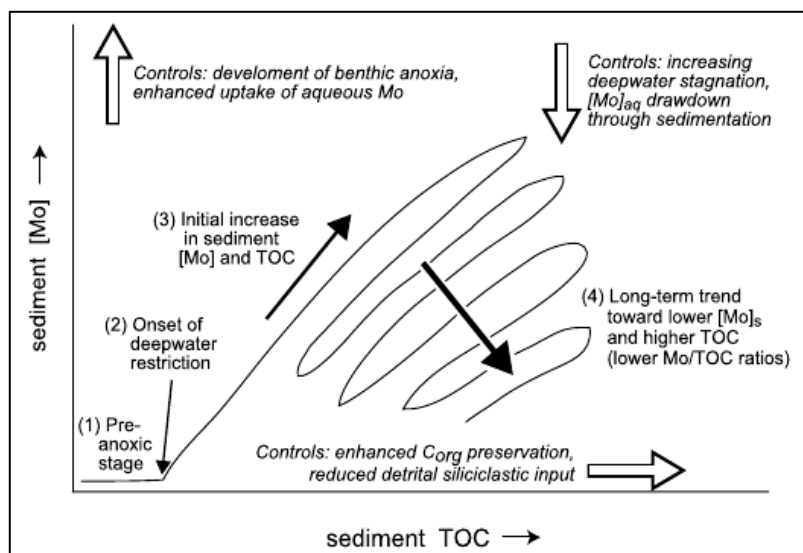 Controls: develoment of benthic anoxia,
enhanced uptake of aqueous Mo
Controls: increasing
deepwater stagnation,
[Mo]aq drawdown
through sedimentation
(3) Initial increase
in sediment
[Mo] and TOC
(2) Onset of
deepwater
restriction
(4) Long-term trend
toward lower [Mo]s
and higher TOC
(lower Mo/TOC ratios)
(1) Pre-
anoxic
stage
Controls: enhanced Corg preservation,
reduced detrital siliciclastic input
sediment [Mo] →
sediment TOC →